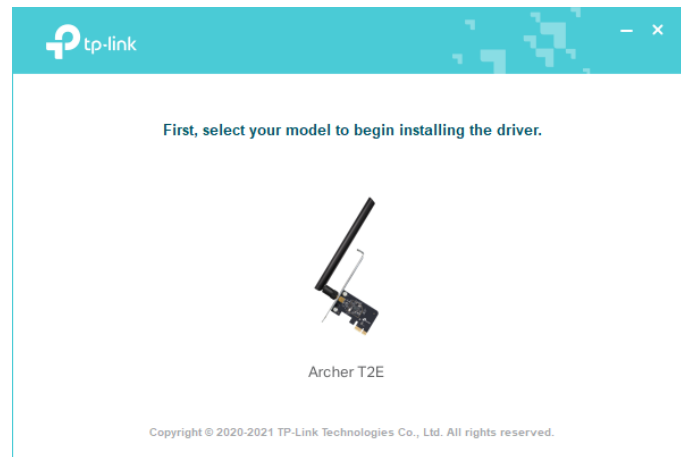 tp-link
First, select your model to begin installing the driver.
Archer T2E
Copyright © 2020-2021 TP-Link Technologies Co., Ltd. All rights reserved.